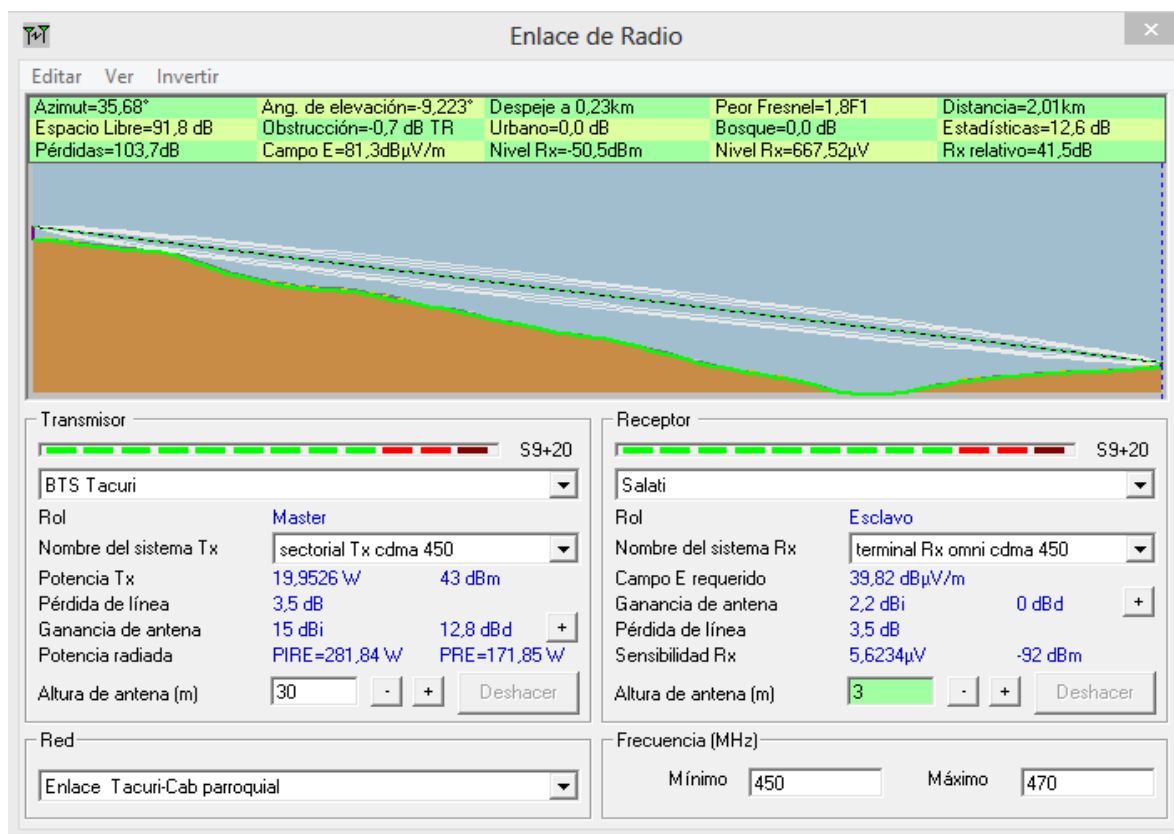 Enlace de Radio
×
Editar Ver Invertir
Azimut=35,68° Ang. de elevación=-9,223° Despeje a 0,23km Peor Fresnel=1,8F1 Distancia=2,01km
Espacio Libre=91,8 dB Obstrucción=-0,7 dB TR Urbano=0,0 dB Bosque=0,0 dB Estadísticas=12,6 dB
Pérdidas=103,7dB Campo E=81,3dBµV/m Nivel Rx=-50,5dBm Nivel Rx=667,52µV Rx relativo=41,5dB
Transmisor
S9+20
BTS Tacuri
Rol Master
Nombre del sistema Tx sectorial Tx cdma 450
Potencia Tx 19,9526 W 43 dBm
Pérdida de línea 3,5 dB
Ganancia de antena 15 dBi 12,8 dBd +
Potencia radiada PIRE=281,84 W PRE=171,85 W
Altura de antena (m) 30 - + Deshacer
Receptor
S9+20
Salati
Rol Esclavo
Nombre del sistema Rx terminal Rx omni cdma 450
Campo E requerido 39,82 dBµV/m
Ganancia de antena 2,2 dBi 0 dBd +
Pérdida de línea 3,5 dB
Sensibilidad Rx 5,6234µV -92 dBm
Altura de antena (m) 3 - + Deshacer
Red
Enlace Tacuri-Cab parroquial
Frecuencia (MHz)
Mínimo 450 Máximo 470